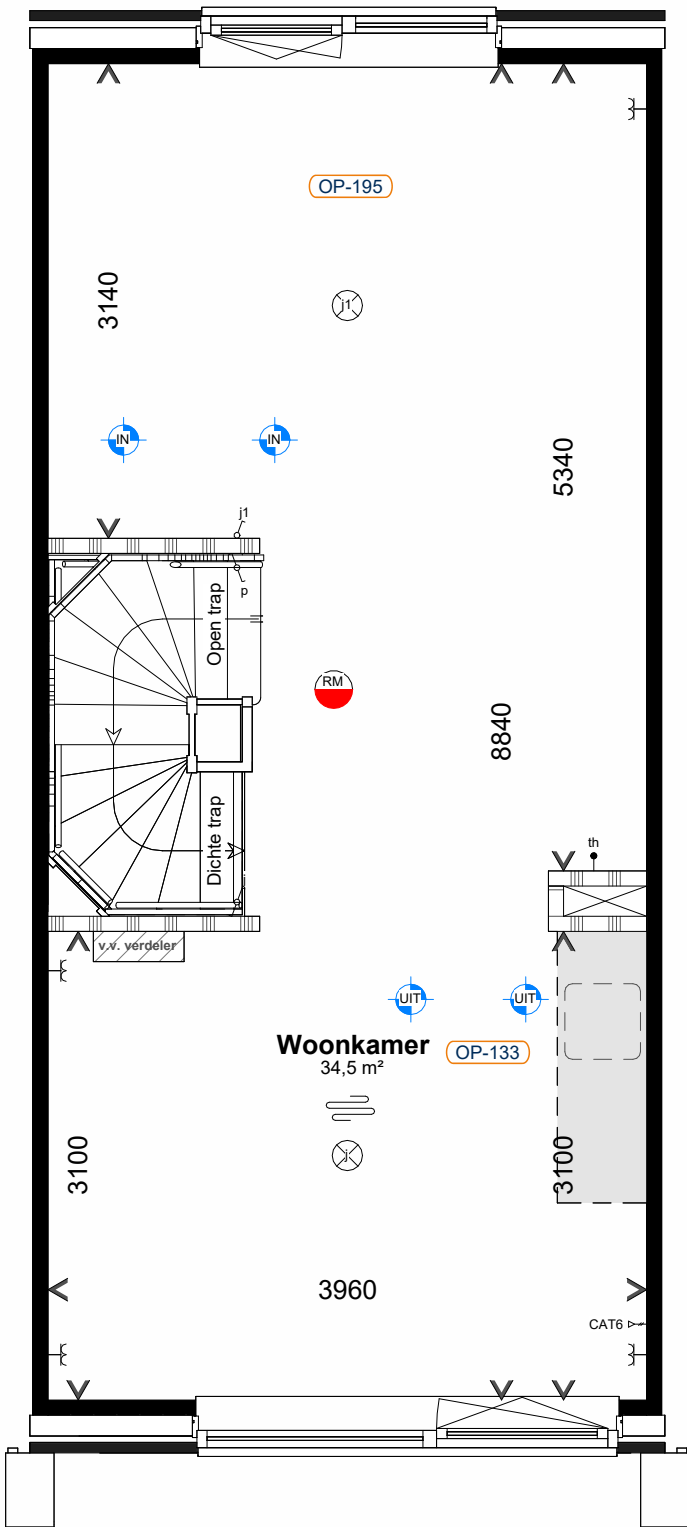 OP-195
3140
j1
IN
IN
5340
j1
p
Open trap
RM
8840
Dichte trap
th
v.v. verdeler
UIT
UIT
Woonkamer
OP-133
34,5 m²
j
3100
3100
3960
CAT6